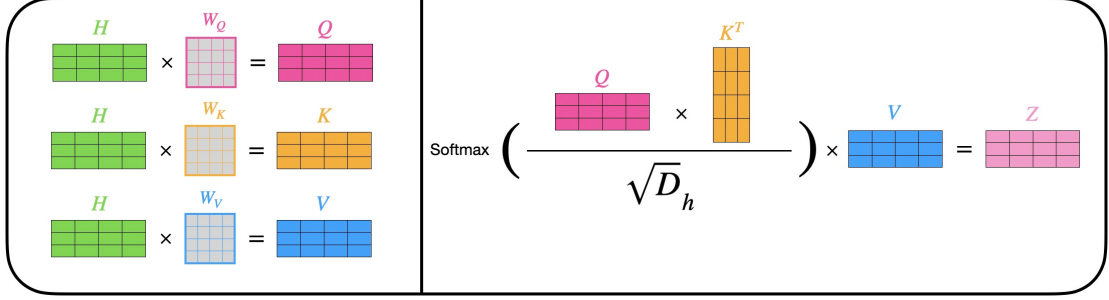 H × W_Q = Q
H × W_K = K
H × W_V = V
Softmax ( Q × K^T / √D_h ) × V = Z